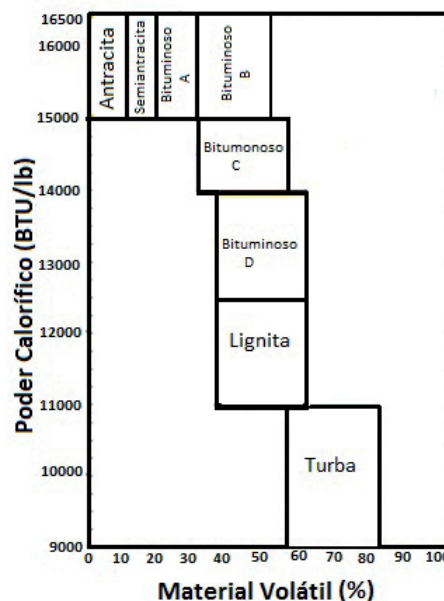 16500
16000
15000
14000
13000
12000
11000
10000
9000
Poder Calorífico (BTU/lb)
Antracita
Semiantracita
Bituminoso
A
Bituminoso
B
Bitumonoso
C
Bituminoso
D
Lignita
Turba
0 10 20 30 40 50 60 70 80 90 100
Material Volátil (%)